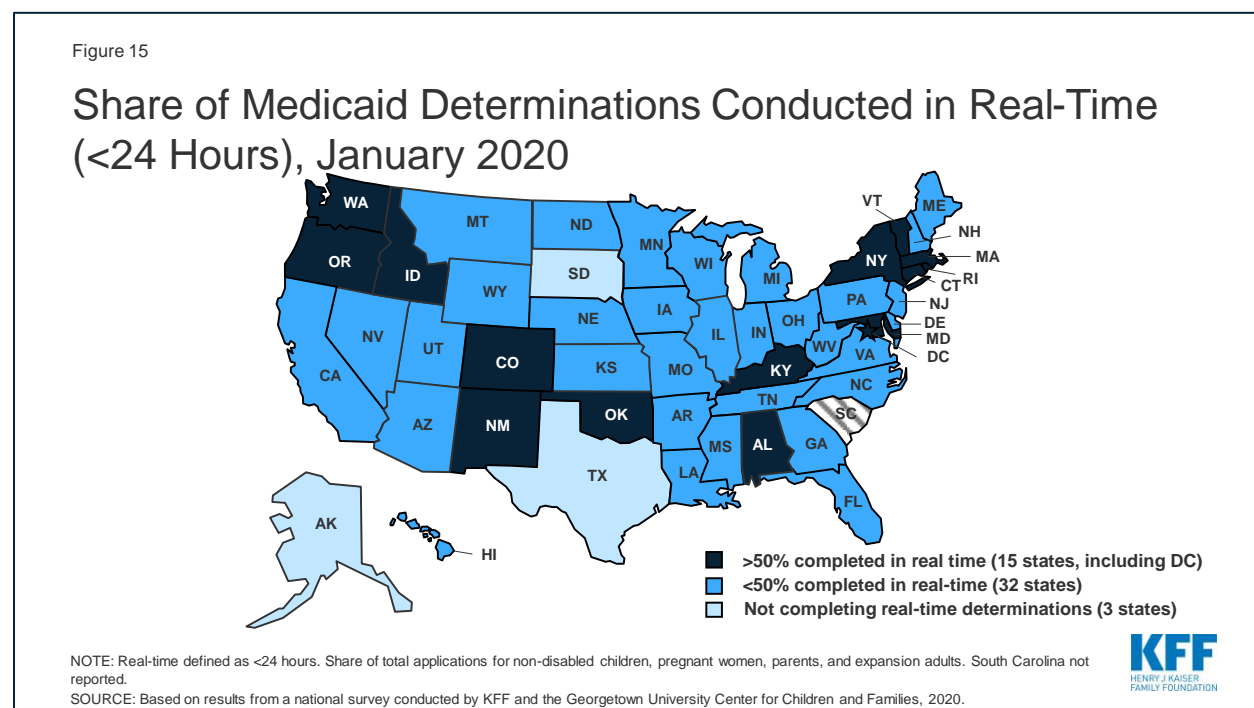 Figure 15
Share of Medicaid Determinations Conducted in Real-Time
(<24 Hours), January 2020
WA
OR
ID
MT
ND
SD
WY
NV
UT
CA
AZ
CO
NM
NE
KS
OK
TX
MN
IA
MO
AR
LA
WI
IL
IN
MI
OH
KY
TN
MS
AL
GA
FL
SC
NC
VA
WV
PA
NY
VT
ME
NH
MA
RI
CT
NJ
DE
MD
DC
AK
HI
>50% completed in real time (15 states, including DC)
<50% completed in real-time (32 states)
Not completing real-time determinations (3 states)
NOTE: Real-time defined as <24 hours. Share of total applications for non-disabled children, pregnant women, parents, and expansion adults. South Carolina not
reported.
SOURCE: Based on results from a national survey conducted by KFF and the Georgetown University Center for Children and Families, 2020.
KFF
HENRY J KAISER
FAMILY FOUNDATION